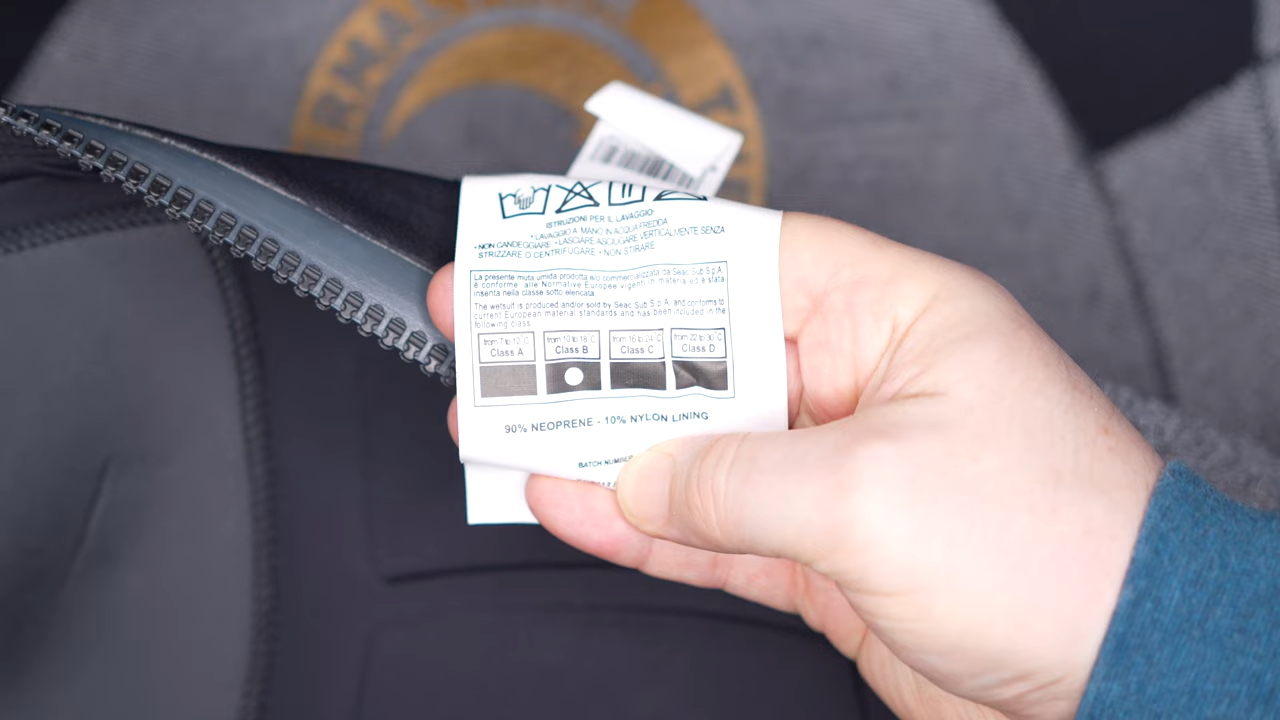 ISTRUZIONI PER IL LAVAGGIO:
• LAVAGGIO A MANO IN ACQUA FREDDA
• NON CANDEGGIARE • LASCIARE ASCIUGARE VERTICALMENTE SENZA
STRIZZARE O CENTRIFUGARE • NON STIRARE
La presente muta umida prodotta e/o commercializzata da Seac Sub S.p.A.
è conforme alle Normative Europee vigenti in materia ed è stata
inserita nella classe sotto elencata.
The wetsuit is produced and/or sold by Seac Sub S.p.A. and conforms to
current European material standards and has been included in the
following class:
from 7 to 12°C from 10 to 18°C from 16 to 24°C from 22 to 30°C
Class A Class B Class C Class D
90% NEOPRENE - 10% NYLON LINING
BATCH NUMBER